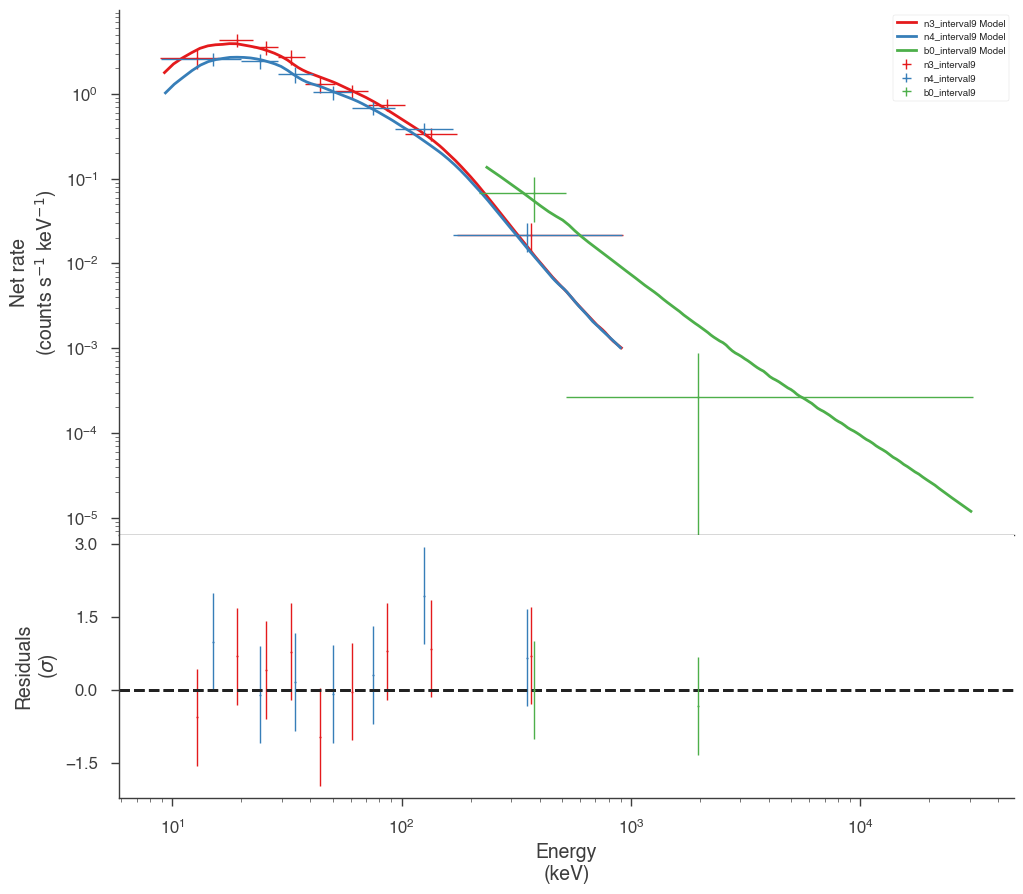 n3_interval9 Model
n4_interval9 Model
b0_interval9 Model
n3_interval9
n4_interval9
b0_interval9
Net rate
(counts s⁻¹ keV⁻¹)
10⁰
10⁻¹
10⁻²
10⁻³
10⁻⁴
10⁻⁵
Residuals
(σ)
3.0
1.5
0.0
−1.5
10¹ 10² 10³ 10⁴
Energy
(keV)